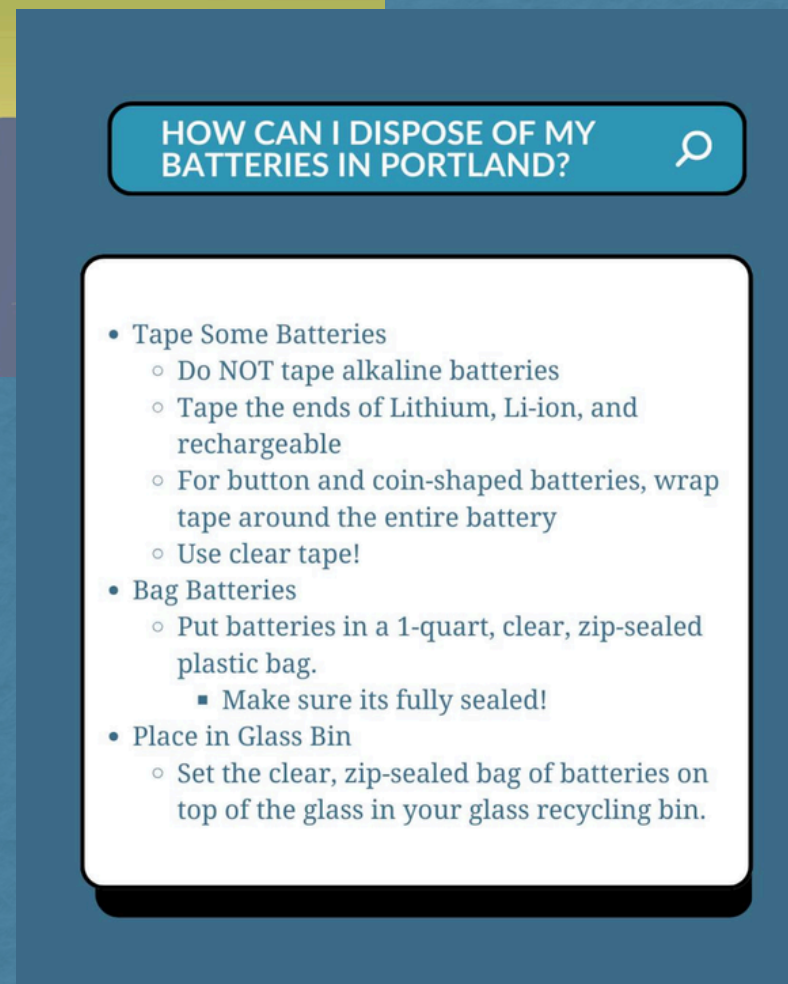 HOW CAN I DISPOSE OF MY
BATTERIES IN PORTLAND?
• Tape Some Batteries
◦ Do NOT tape alkaline batteries
◦ Tape the ends of Lithium, Li-ion, and
rechargeable
◦ For button and coin-shaped batteries, wrap
tape around the entire battery
◦ Use clear tape!
• Bag Batteries
◦ Put batteries in a 1-quart, clear, zip-sealed
plastic bag.
▪ Make sure its fully sealed!
• Place in Glass Bin
◦ Set the clear, zip-sealed bag of batteries on
top of the glass in your glass recycling bin.